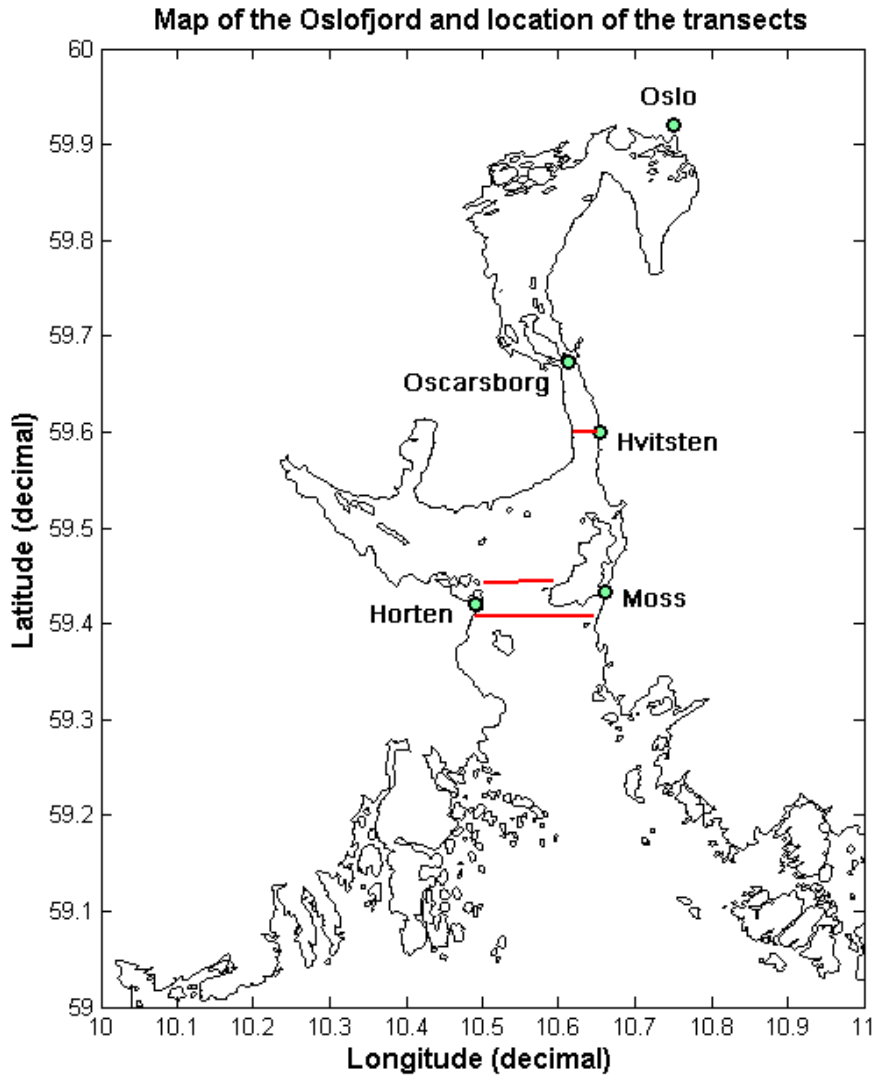 Map of the Oslofjord and location of the transects
60
Oslo
59.9
59.8
59.7
Oscarsborg
59.6
Hvitsten
59.5
Moss
Horten
59.4
59.3
59.2
59.1
59
Latitude (decimal)
10 10.1 10.2 10.3 10.4 10.5 10.6 10.7 10.8 10.9 11
Longitude (decimal)